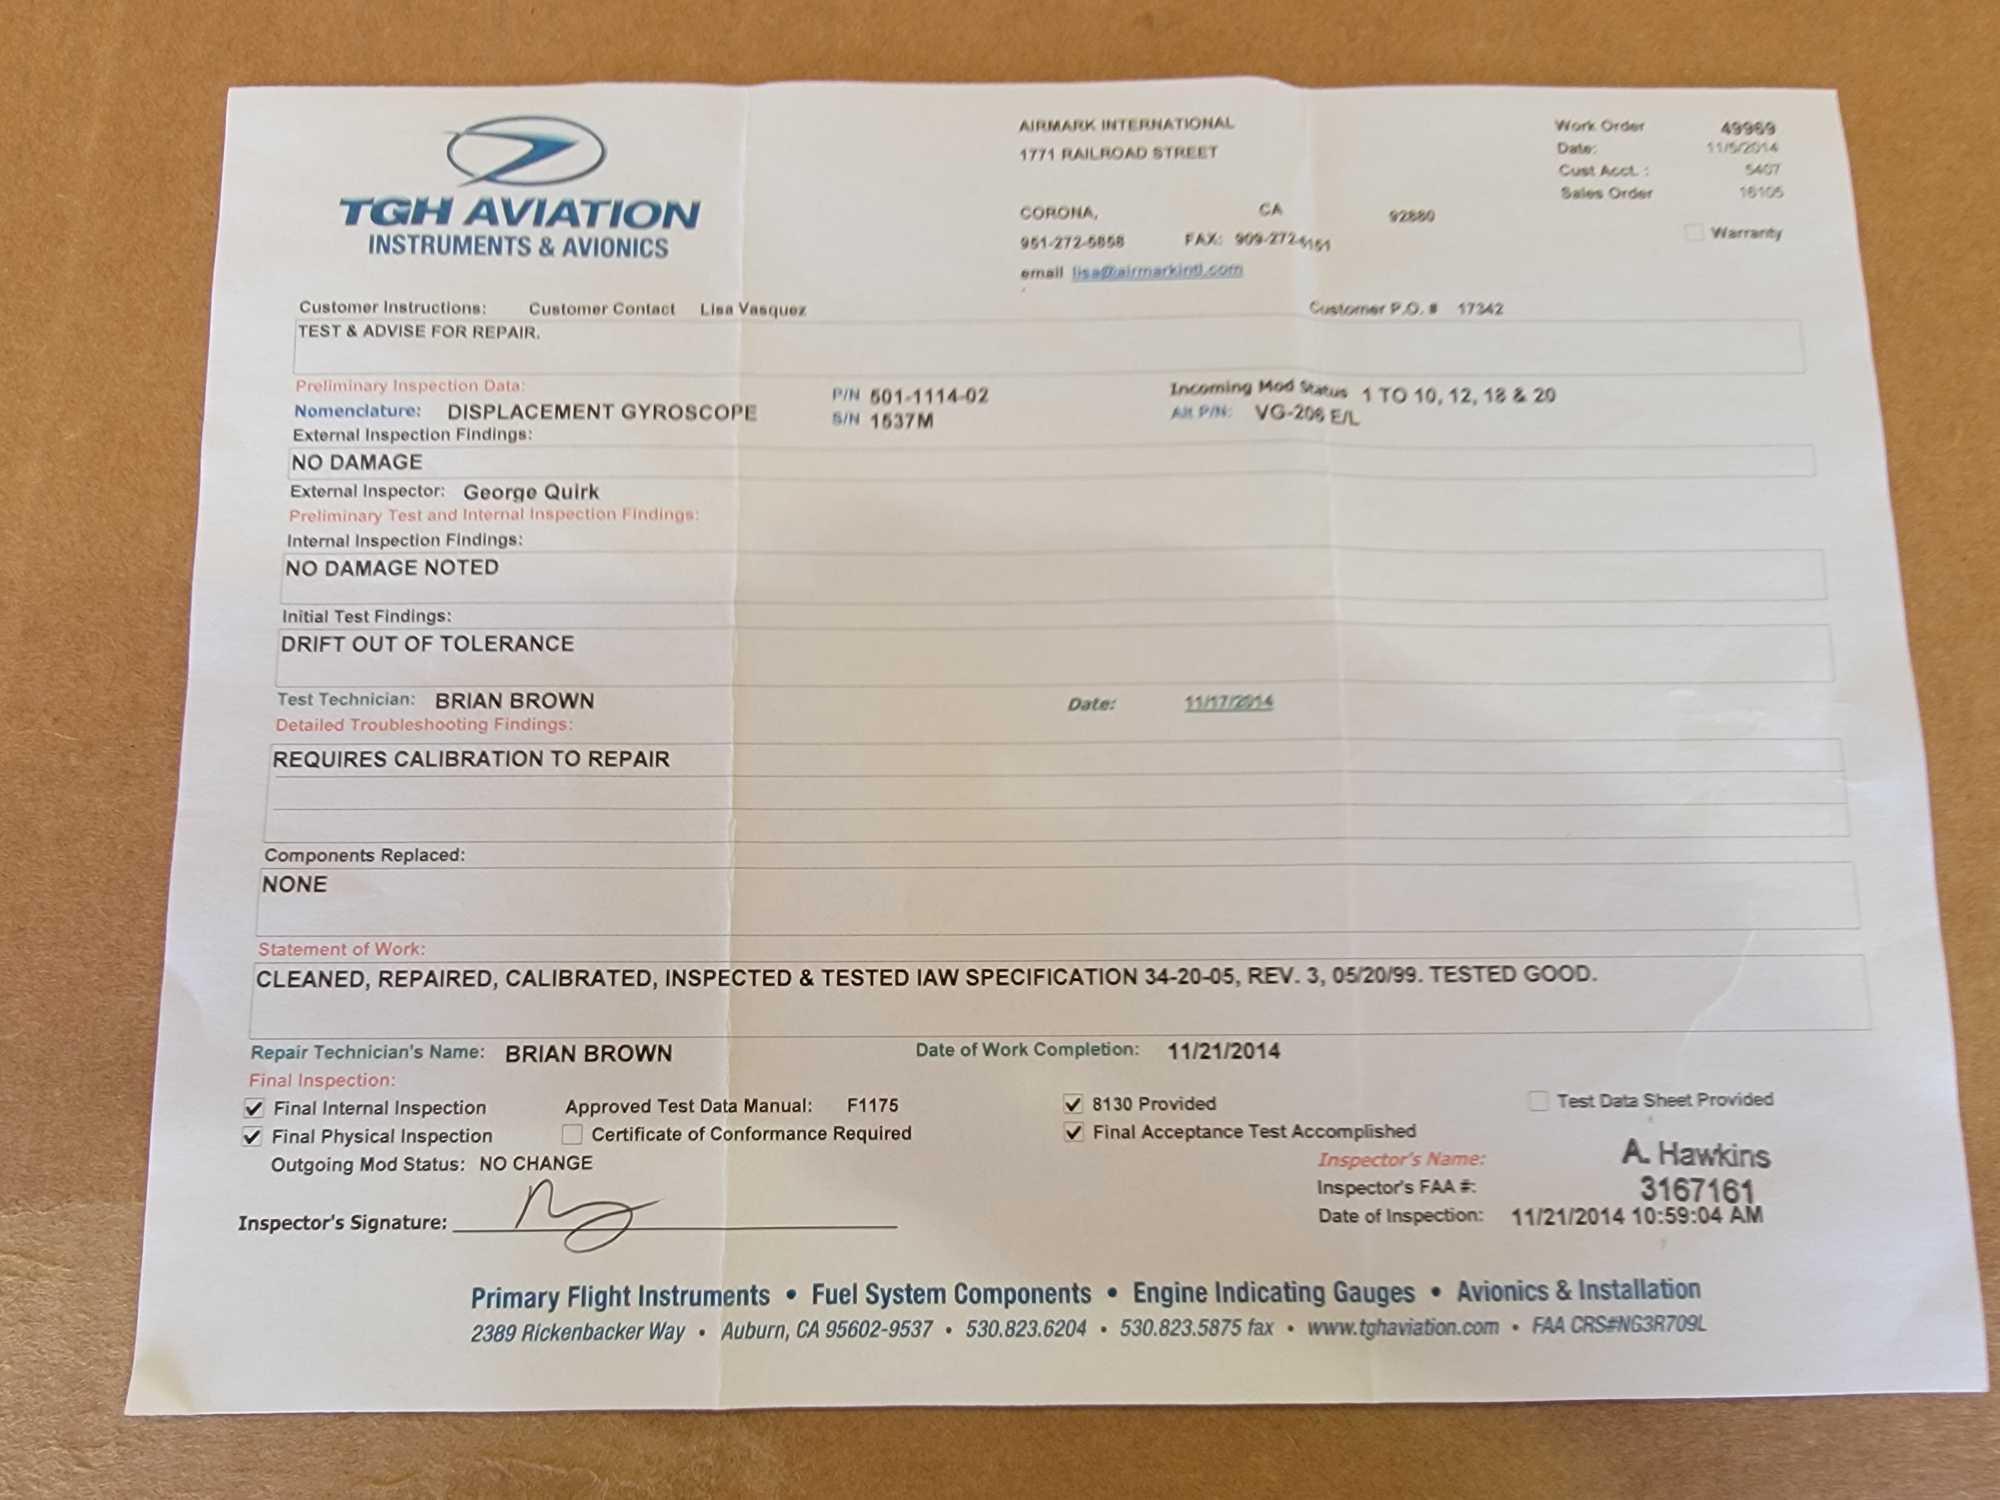 TGH AVIATION
INSTRUMENTS & AVIONICS
AIRMARK INTERNATIONAL
1771 RAILROAD STREET
CORONA, CA 92880
951-272-5858 FAX: 909-272-5151
email lisa@airmarkintl.com
Work Order 49969
Date: 11/5/2014
Cust Acct. : 5407
Sales Order 16105
Warranty
Customer Instructions: Customer Contact Lisa Vasquez Customer P.O. # 17342
TEST & ADVISE FOR REPAIR.
Preliminary Inspection Data: P/N 501-1114-02 Incoming Mod Status 1 TO 10, 12, 18 & 20
Nomenclature: DISPLACEMENT GYROSCOPE S/N 1537M Alt P/N: VG-206 E/L
External Inspection Findings:
NO DAMAGE
External Inspector: George Quirk
Preliminary Test and Internal Inspection Findings:
Internal Inspection Findings:
NO DAMAGE NOTED
Initial Test Findings:
DRIFT OUT OF TOLERANCE
Test Technician: BRIAN BROWN Date: 11/17/2014
Detailed Troubleshooting Findings:
REQUIRES CALIBRATION TO REPAIR
Components Replaced:
NONE
Statement of Work:
CLEANED, REPAIRED, CALIBRATED, INSPECTED & TESTED IAW SPECIFICATION 34-20-05, REV. 3, 05/20/99. TESTED GOOD.
Repair Technician's Name: BRIAN BROWN Date of Work Completion: 11/21/2014
Final Inspection:
Final Internal Inspection Approved Test Data Manual: F1175 8130 Provided Test Data Sheet Provided
Final Physical Inspection Certificate of Conformance Required Final Acceptance Test Accomplished
Outgoing Mod Status: NO CHANGE Inspector's Name: A. Hawkins
Inspector's FAA #: 3167161
Inspector's Signature: Date of Inspection: 11/21/2014 10:59:04 AM
Primary Flight Instruments • Fuel System Components • Engine Indicating Gauges • Avionics & Installation
2389 Rickenbacker Way • Auburn, CA 95602-9537 • 530.823.6204 • 530.823.5875 fax • www.tghaviation.com • FAA CRS#NG3R709L